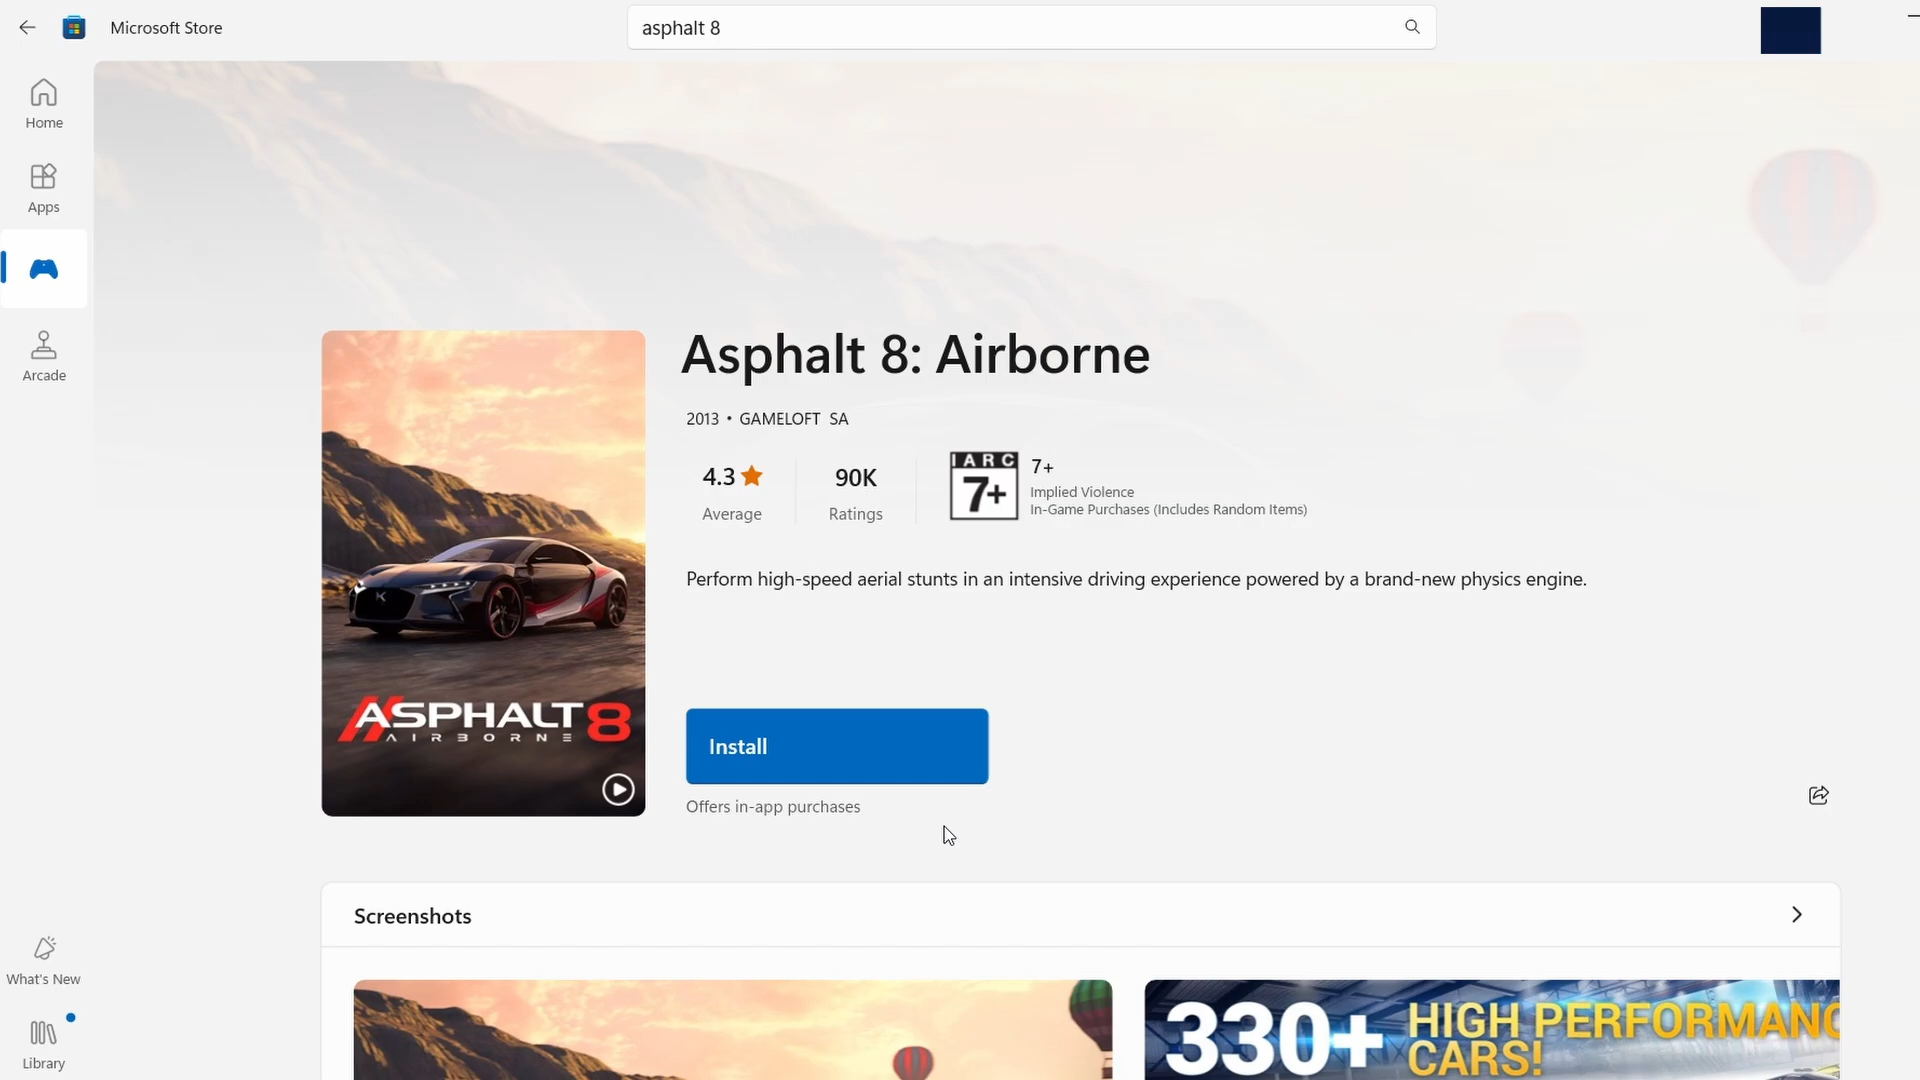 Microsoft Store
asphalt 8
Home
Apps
Arcade
What's New
Library
Asphalt 8: Airborne
2013 • GAMELOFT SA
4.3
Average
90K
Ratings
IARC
7+
7+
Implied Violence
In-Game Purchases (Includes Random Items)
Perform high-speed aerial stunts in an intensive driving experience powered by a brand-new physics engine.
ASPHALT 8
AIRBORNE
Install
Offers in-app purchases
Screenshots
330+ HIGH PERFORMANC
CARS!